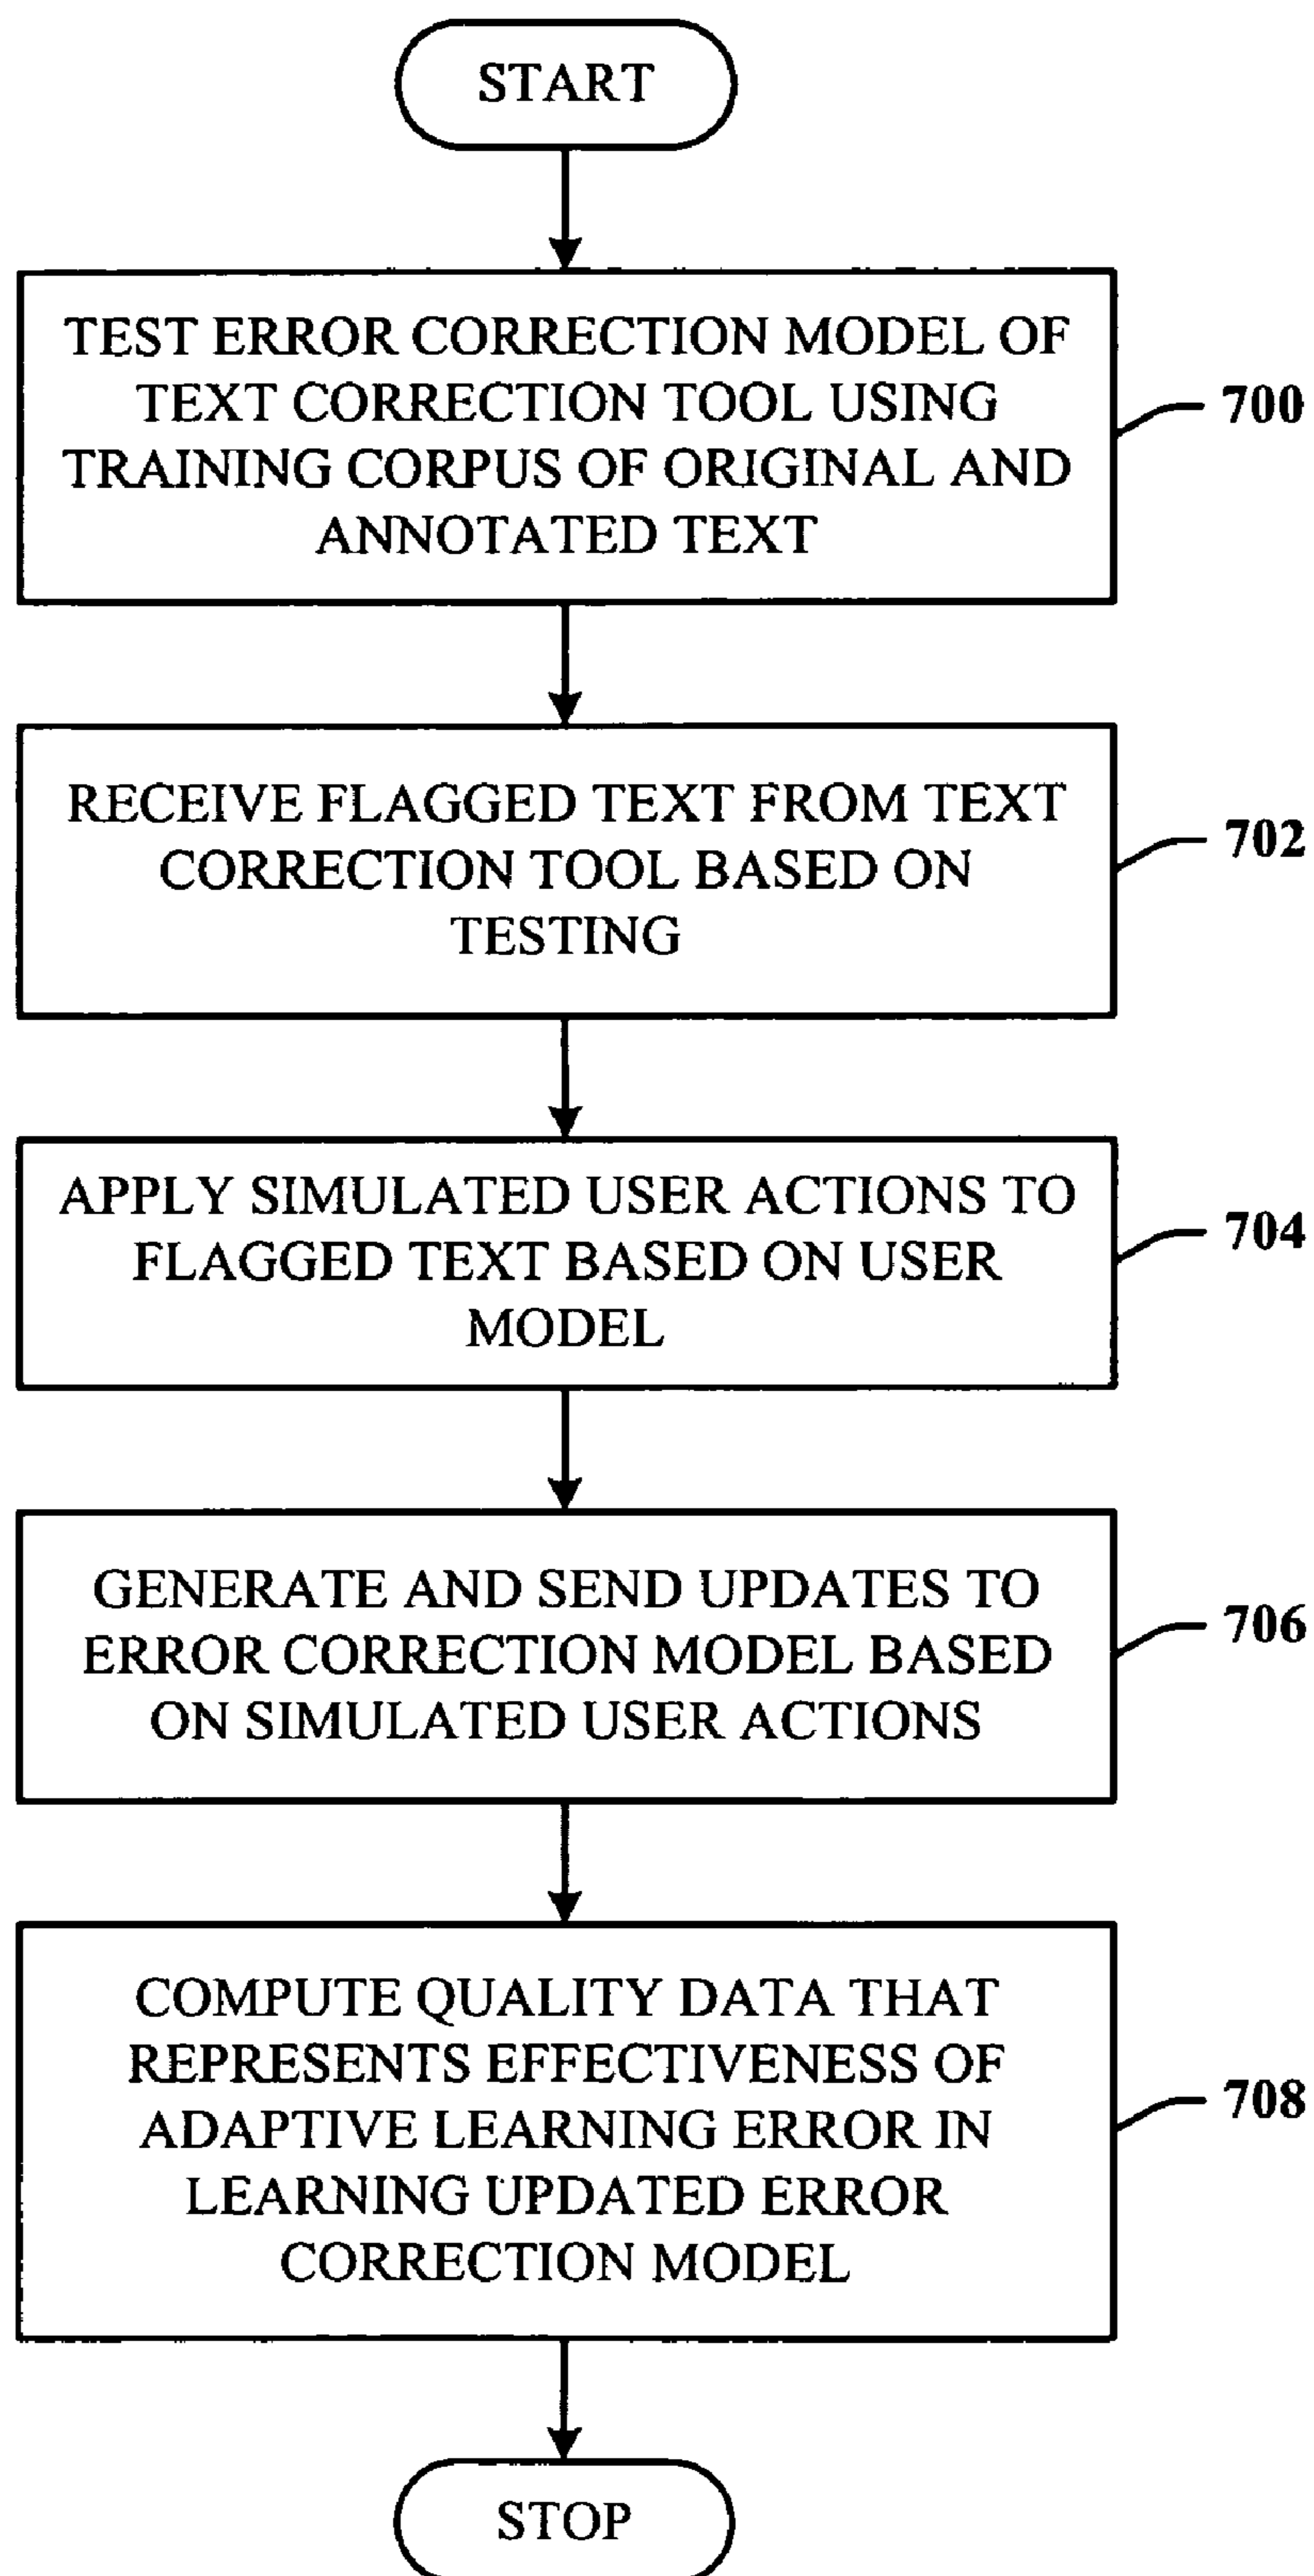 START
TEST ERROR CORRECTION MODEL OF
TEXT CORRECTION TOOL USING
TRAINING CORPUS OF ORIGINAL AND
ANNOTATED TEXT
700
RECEIVE FLAGGED TEXT FROM TEXT
CORRECTION TOOL BASED ON
TESTING
702
APPLY SIMULATED USER ACTIONS TO
FLAGGED TEXT BASED ON USER
MODEL
704
GENERATE AND SEND UPDATES TO
ERROR CORRECTION MODEL BASED
ON SIMULATED USER ACTIONS
706
COMPUTE QUALITY DATA THAT
REPRESENTS EFFECTIVENESS OF
ADAPTIVE LEARNING ERROR IN
LEARNING UPDATED ERROR
CORRECTION MODEL
708
STOP